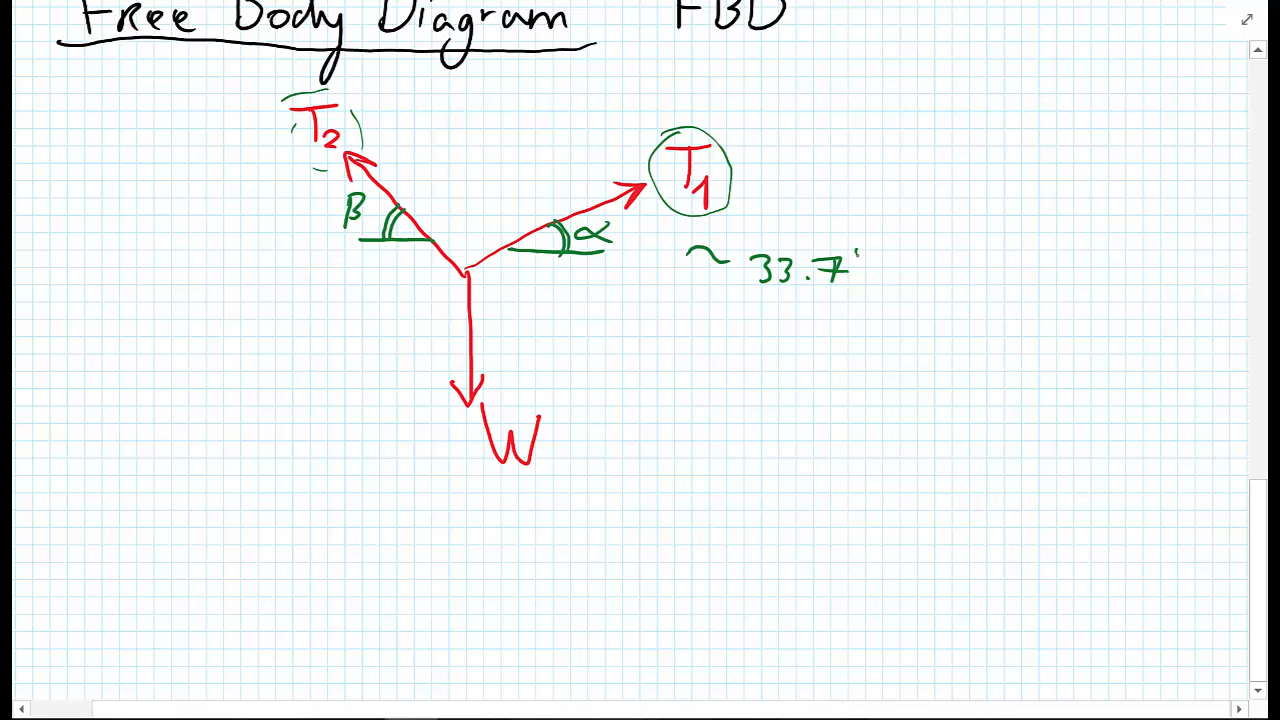 Free Body Diagram FBD
T2
T1
β
α
~ 33.7°
W